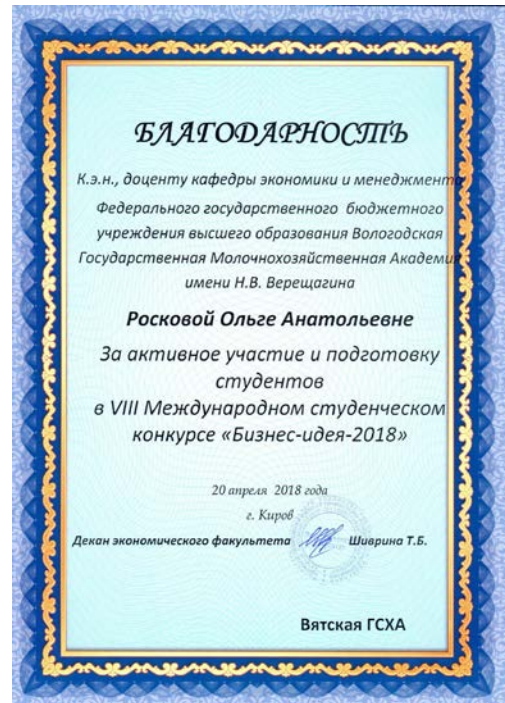 БЛАГОДАРНОСТЬ
К.э.н., доценту кафедры экономики и менеджмента
Федерального государственного бюджетного
учреждения высшего образования Вологодская
Государственная Молочнохозяйственная Академия
имени Н.В. Верещагина
Росковой Ольге Анатольевне
За активное участие и подготовку
студентов
в VIII Международном студенческом
конкурсе «Бизнес-идея-2018»
20 апреля 2018 года
г. Киров
Декан экономического факультета Шиврина Т.Б.
Вятская ГСХА